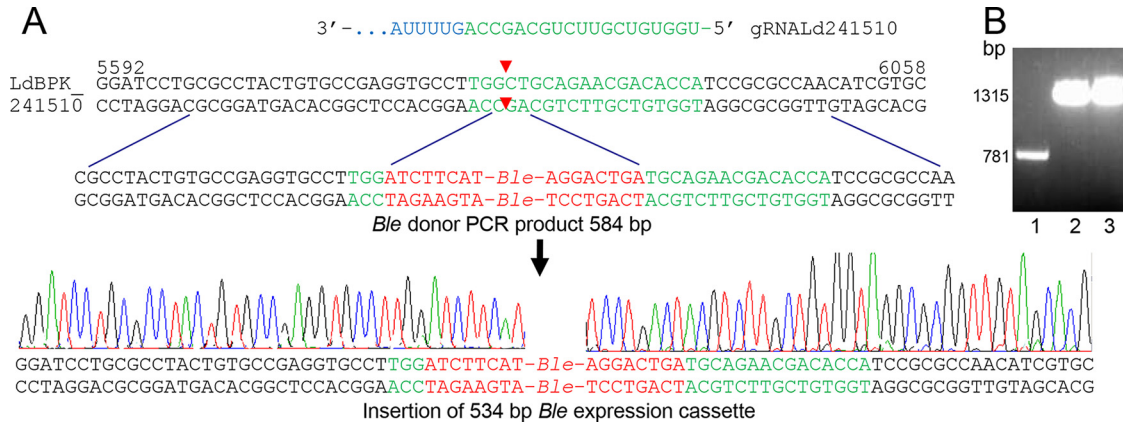 A
3’-...AUUUUGACCGACGUCUUGCUGUGGU-5’ gRNALd241510
5592 6058
LdBPK_ GGATCCTGCGCCTACTGTGCCGAGGTGCCTTGGCTGCAGAACGACACCATCCGCGCCAACATCGTGC
241510 CCTAGGACGCGGATGACACGGCTCCACGGAACCGACGTCTTGCTGTGGTAGGCGCGGTTGTAGCACG
CGCCTACTGTGCCGAGGTGCCTTGGATCTTCAT-Ble-AGGACTGATGCAGAACGACACCATCCGCGCCAA
GCGGATGACACGGCTCCACGGAACCTAGAAGTA-Ble-TCCTGACTACGTCTTGCTGTGGTAGGCGCGGTT
Ble donor PCR product 584 bp
GGATCCTGCGCCTACTGTGCCGAGGTGCCTTGGATCTTCAT-Ble-AGGACTGATGCAGAACGACACCATCCGCGCCAACATCGTGC
CCTAGGACGCGGATGACACGGCTCCACGGAACCTAGAAGTA-Ble-TCCTGACTACGTCTTGCTGTGGTAGGCGCGGTTGTAGCACG
Insertion of 534 bp Ble expression cassette
B
bp
1315
781
1 2 3